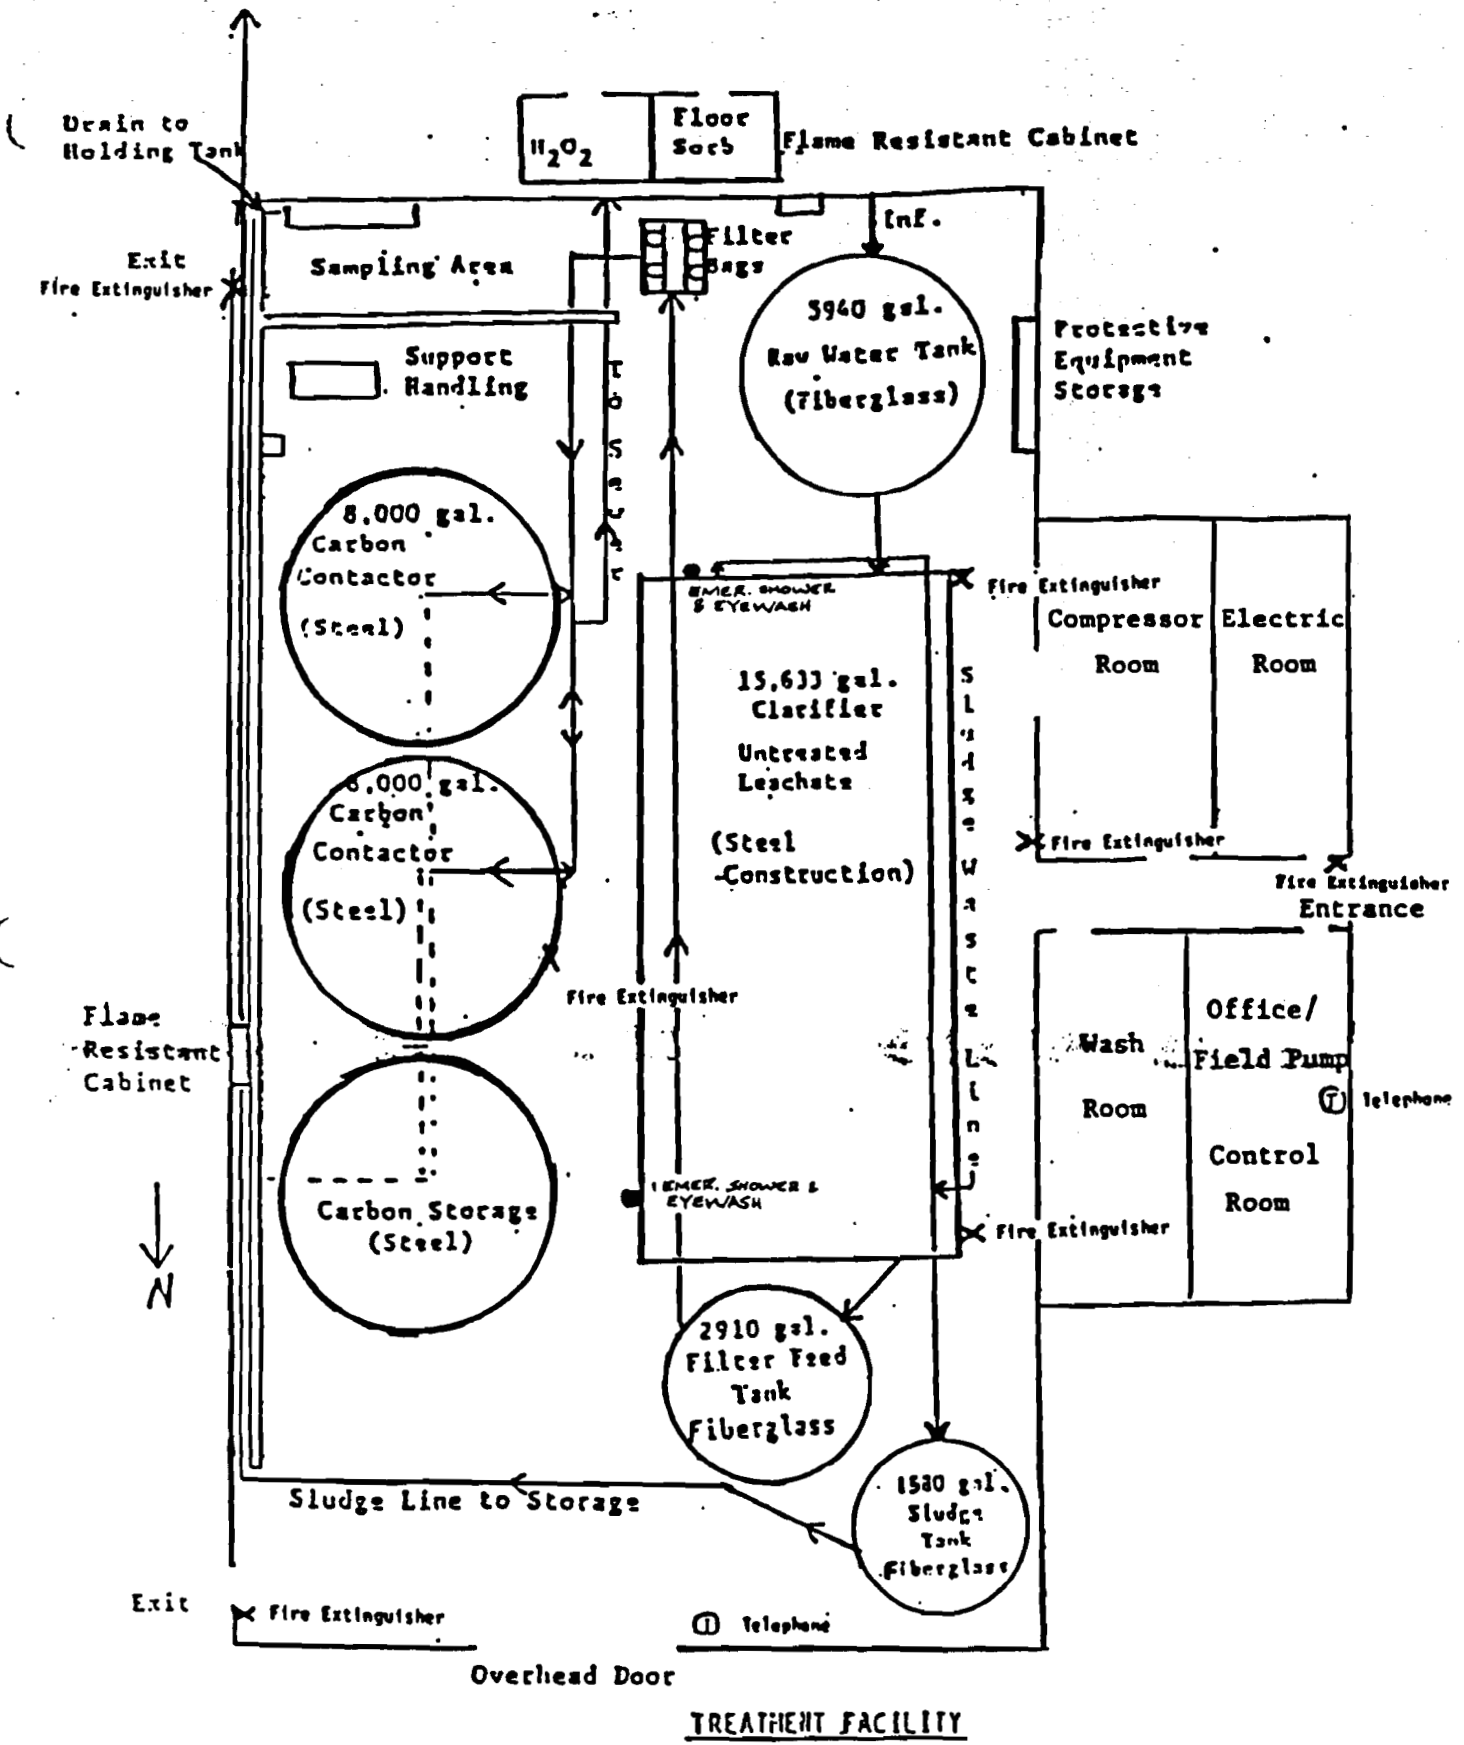 Drain to
Holding Tank
H2O2
Floor
Sorb
Flame Resistant Cabinet
Inf.
Exit
Fire Extinguisher
Sampling Area
Filter
Bags
5940 gal.
Raw Water Tank
(Fiberglass)
Protective
Equipment
Storage
Support
Handling
To Sewer
8,000 gal.
Carbon
Contactor
(Steel)
EMER. SHOWER
& EYEWASH
Fire Extinguisher
Compressor
Room
Electric
Room
15,633 gal.
Clarifier
Untreated
Leachate
(Steel
Construction)
Sludge Waste Line
8,000 gal.
Carbon
Contactor
(Steel)
Fire Extinguisher
Fire Extinguisher
Fire Extinguisher
Entrance
Flame
Resistant
Cabinet
Wash
Room
Office/
Field Pump
Control
Room
T
Telephone
EMER. SHOWER &
EYEWASH
Fire Extinguisher
Carbon Storage
(Steel)
N
2910 gal.
Filter Feed
Tank
Fiberglass
1580 gal.
Sludge
Tank
Fiberglass
Sludge Line to Storage
Exit
Fire Extinguisher
T
Telephone
Overhead Door
TREATMENT FACILITY